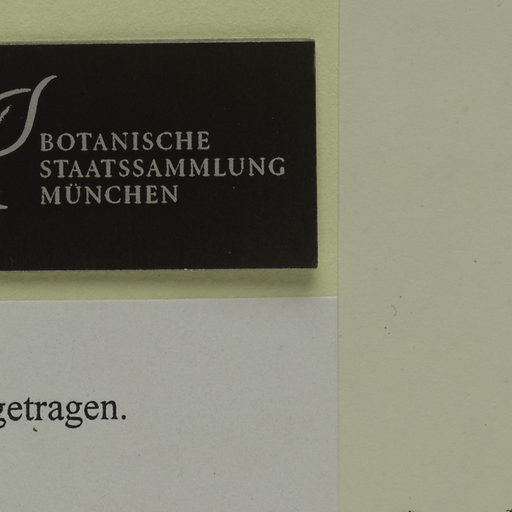 BOTANISCHE
STAATSSAMMLUNG
MÜNCHEN
getragen.